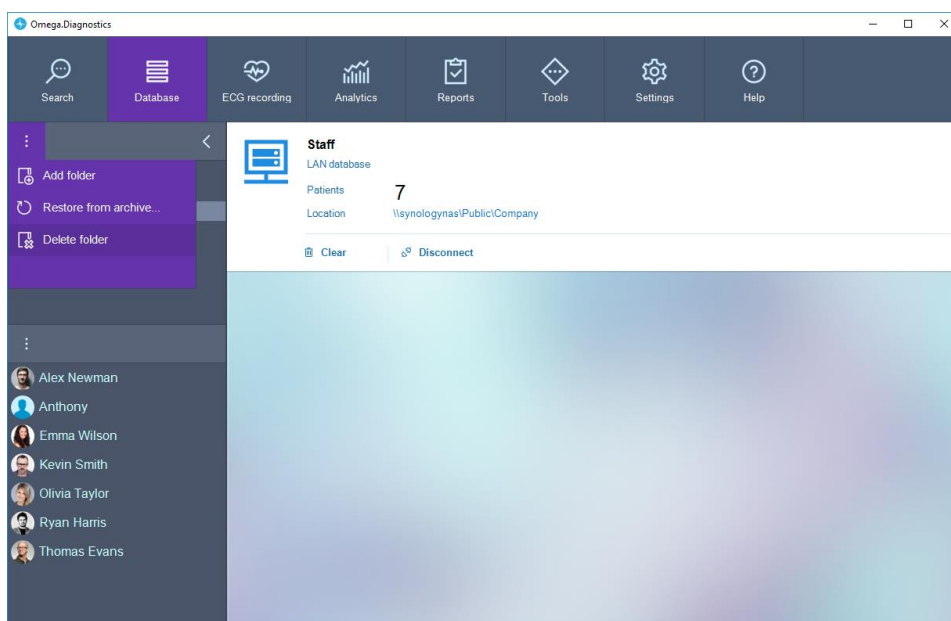 Omega.Diagnostics
Search
Database
ECG recording
Analytics
Reports
Tools
Settings
Help
Add folder
Restore from archive...
Delete folder
Staff
LAN database
Patients 7
Location \\synologynas\Public\Company
Clear
Disconnect
Alex Newman
Anthony
Emma Wilson
Kevin Smith
Olivia Taylor
Ryan Harris
Thomas Evans